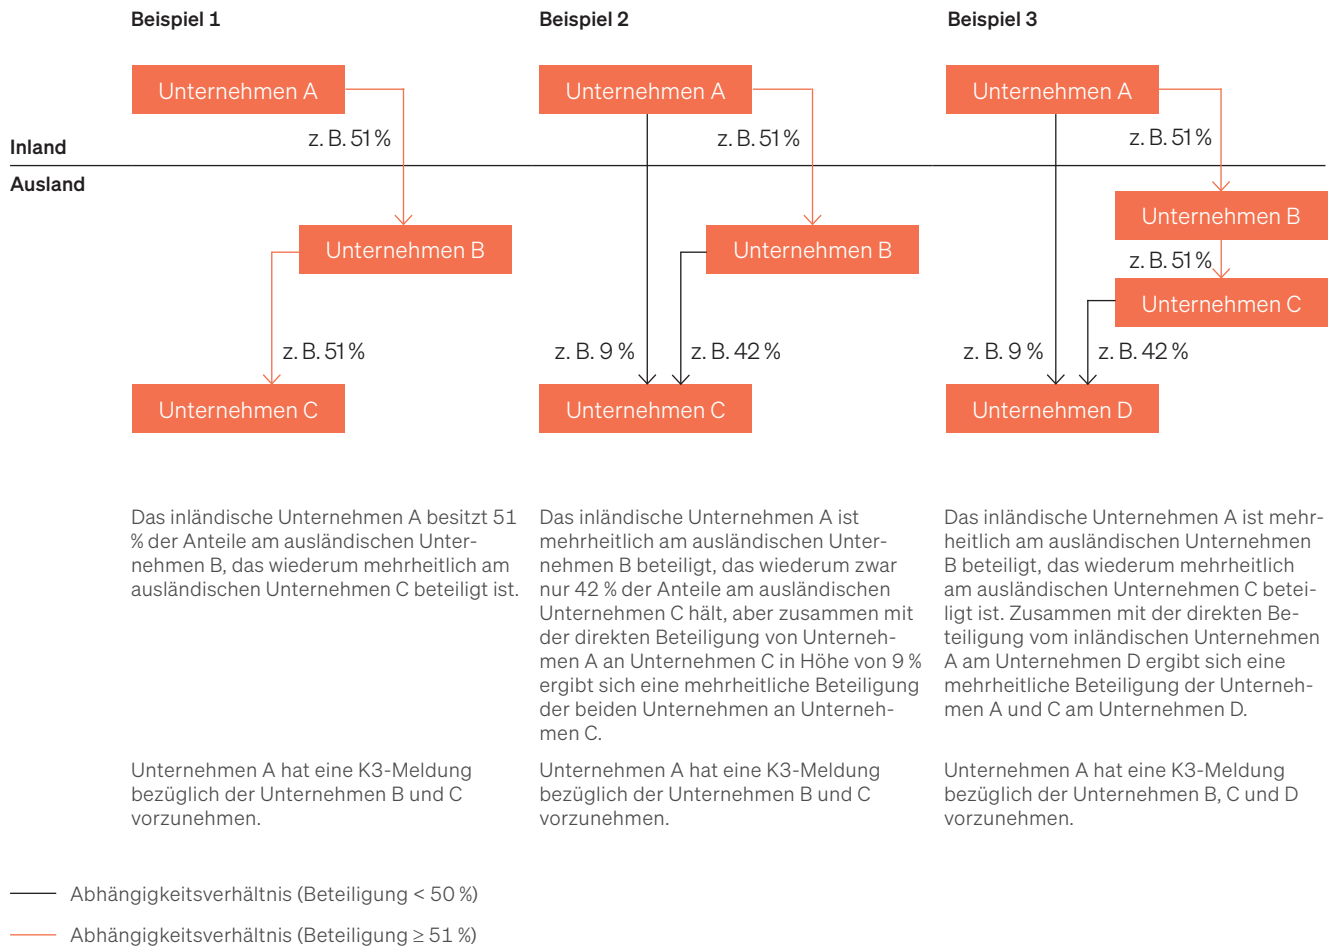 Beispiel 1
Beispiel 2
Beispiel 3
Unternehmen A
Unternehmen A
Unternehmen A
z. B. 51 %
z. B. 51 %
z. B. 51 %
Inland
Ausland
Unternehmen B
Unternehmen B
Unternehmen B
z. B. 51 %
Unternehmen C
z. B. 51 %
z. B. 9 %
z. B. 42 %
z. B. 9 %
z. B. 42 %
Unternehmen C
Unternehmen C
Unternehmen D
Das inländische Unternehmen A besitzt 51
% der Anteile am ausländischen Unter-
nehmen B, das wiederum mehrheitlich am
ausländischen Unternehmen C beteiligt ist.
Unternehmen A hat eine K3-Meldung
bezüglich der Unternehmen B und C
vorzunehmen.
Das inländische Unternehmen A ist
mehrheitlich am ausländischen Unter-
nehmen B beteiligt, das wiederum zwar
nur 42 % der Anteile am ausländischen
Unternehmen C hält, aber zusammen mit
der direkten Beteiligung von Unterneh-
men A an Unternehmen C in Höhe von 9 %
ergibt sich eine mehrheitliche Beteiligung
der beiden Unternehmen an Unterneh-
men C.
Unternehmen A hat eine K3-Meldung
bezüglich der Unternehmen B und C
vorzunehmen.
Das inländische Unternehmen A ist mehr-
heitlich am ausländischen Unternehmen
B beteiligt, das wiederum mehrheitlich
am ausländischen Unternehmen C betei-
ligt ist. Zusammen mit der direkten Be-
teiligung vom inländischen Unternehmen
A am Unternehmen D ergibt sich eine
mehrheitliche Beteiligung der Unterneh-
men A und C am Unternehmen D.
Unternehmen A hat eine K3-Meldung
bezüglich der Unternehmen B, C und D
vorzunehmen.
Abhängigkeitsverhältnis (Beteiligung < 50 %)
Abhängigkeitsverhältnis (Beteiligung ≥ 51 %)